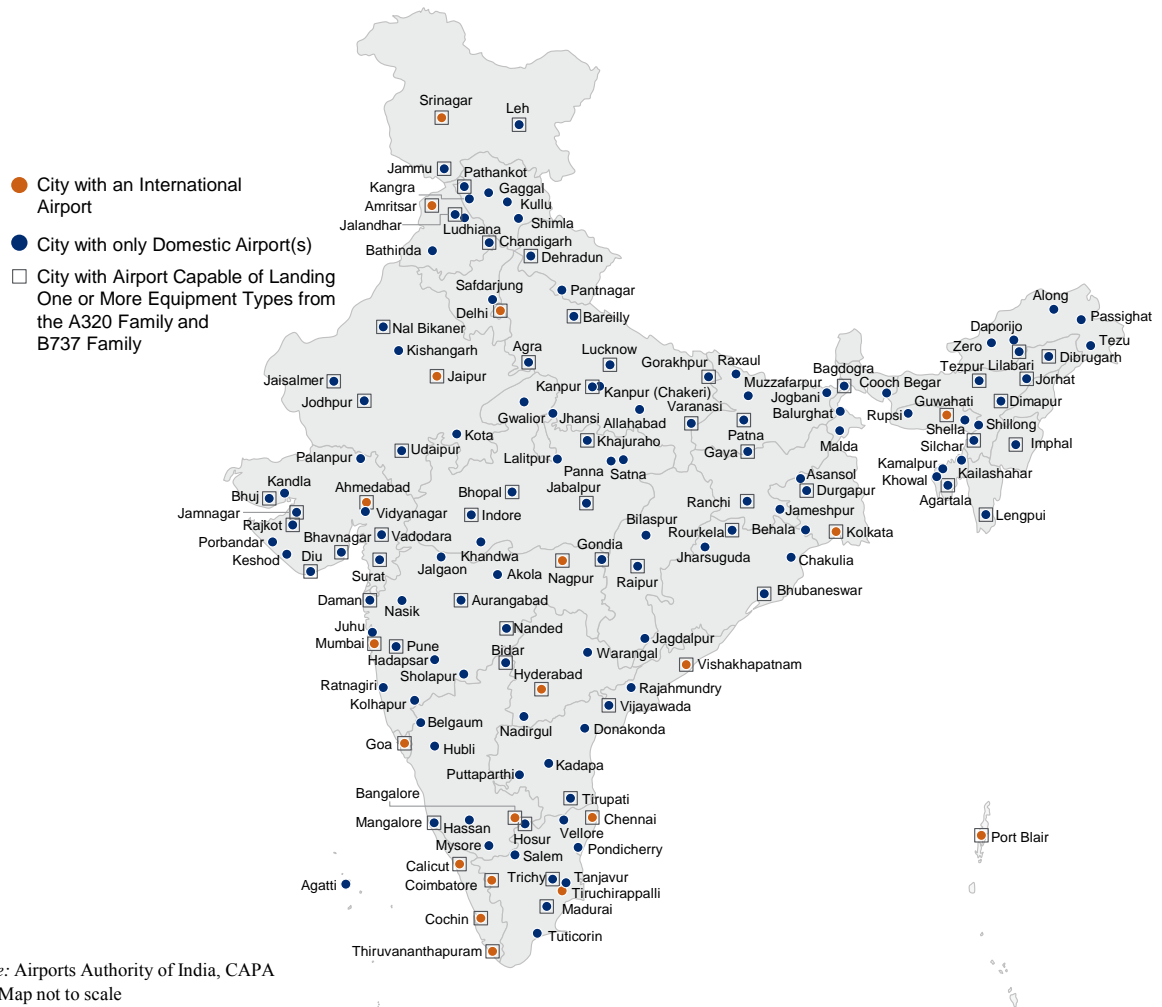 Srinagar
Leh
Jammu
Pathankot
Kangra
Gaggal
Amritsar
Kullu
Jalandhar
Ludhiana
Shimla
Bathinda
Chandigarh
Dehradun
City with an International
Airport
City with only Domestic Airport(s)
City with Airport Capable of Landing
One or More Equipment Types from
the A320 Family and
B737 Family
Safdarjung
Pantnagar
Delhi
Bareilly
Nal Bikaner
Kishangarh
Agra
Lucknow
Gorakhpur
Raxaul
Along
Passighat
Daporijo
Zero
Tezu
Dibrugarh
Tezpur
Lilabari
Jorhat
Jaisalmer
Jaipur
Kanpur
Kanpur (Chakeri)
Muzzafarpur
Bagdogra
Cooch Begar
Jogbani
Jodhpur
Gwalior
Jhansi
Allahabad
Varanasi
Balurghat
Rupsi
Guwahati
Dimapur
Patna
Malda
Shella
Shillong
Kota
Khajuraho
Gaya
Silchar
Imphal
Udaipur
Palanpur
Lalitpur
Panna
Satna
Kamalpur
Kailashahar
Khowal
Agartala
Lengpui
Kandla
Bhuj
Ahmedabad
Bhopal
Jabalpur
Asansol
Durgapur
Ranchi
Jameshpur
Jamnagar
Vidyanagar
Indore
Bilaspur
Rajkot
Bhavnagar
Vadodara
Rourkela
Behala
Kolkata
Porbandar
Keshod
Diu
Surat
Jalgaon
Khandwa
Gondia
Jharsuguda
Chakulia
Akola
Nagpur
Raipur
Bhubaneswar
Daman
Nasik
Aurangabad
Juhu
Mumbai
Pune
Nanded
Jagdalpur
Hadapsar
Bidar
Warangal
Vishakhapatnam
Sholapur
Hyderabad
Ratnagiri
Rajahmundry
Kolhapur
Vijayawada
Belgaum
Nadirgul
Donakonda
Goa
Hubli
Kadapa
Puttaparthi
Bangalore
Tirupati
Mangalore
Hassan
Hosur
Vellore
Chennai
Port Blair
Mysore
Salem
Pondicherry
Calicut
Coimbatore
Trichy
Tanjavur
Agatti
Tiruchirappalli
Madurai
Cochin
Tuticorin
Thiruvananthapuram
e: Airports Authority of India, CAPA
Map not to scale